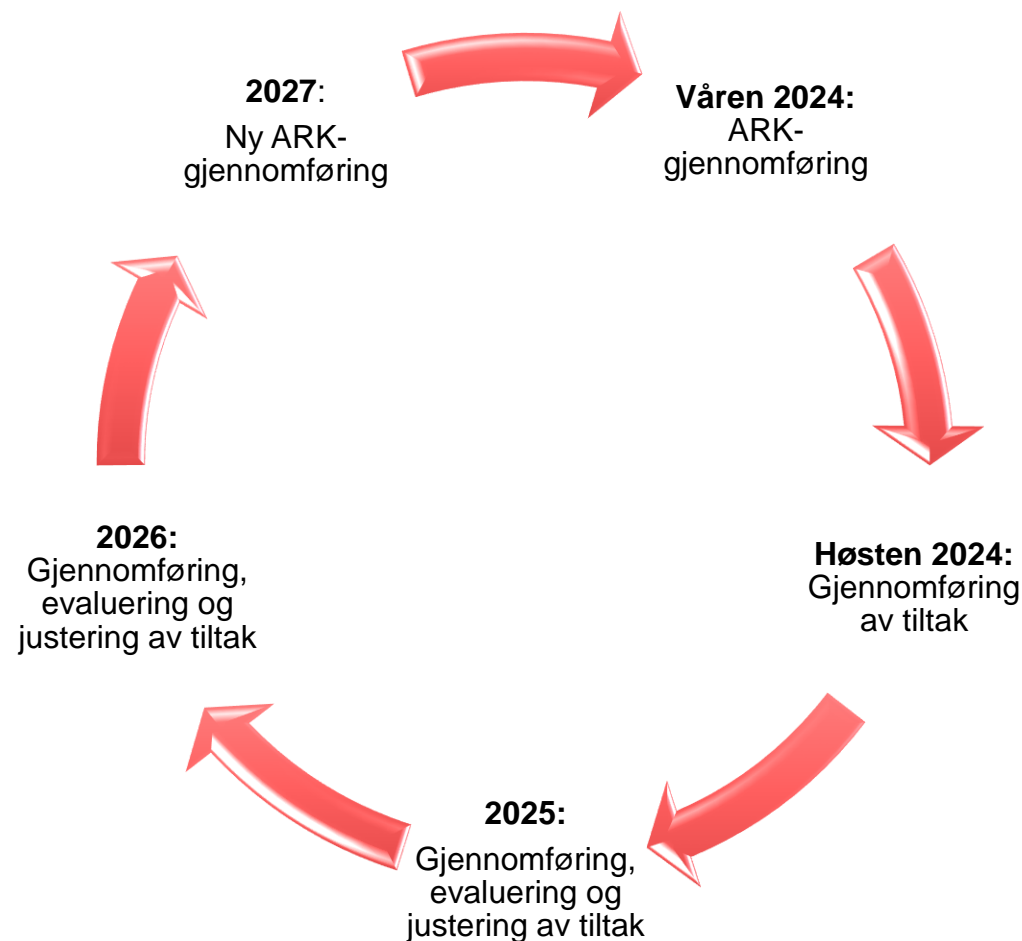 2027:
Ny ARK-
gjennomføring
Våren 2024:
ARK-
gjennomføring
Høsten 2024:
Gjennomføring
av tiltak
2025:
Gjennomføring,
evaluering og
justering av tiltak
2026:
Gjennomføring,
evaluering og
justering av tiltak